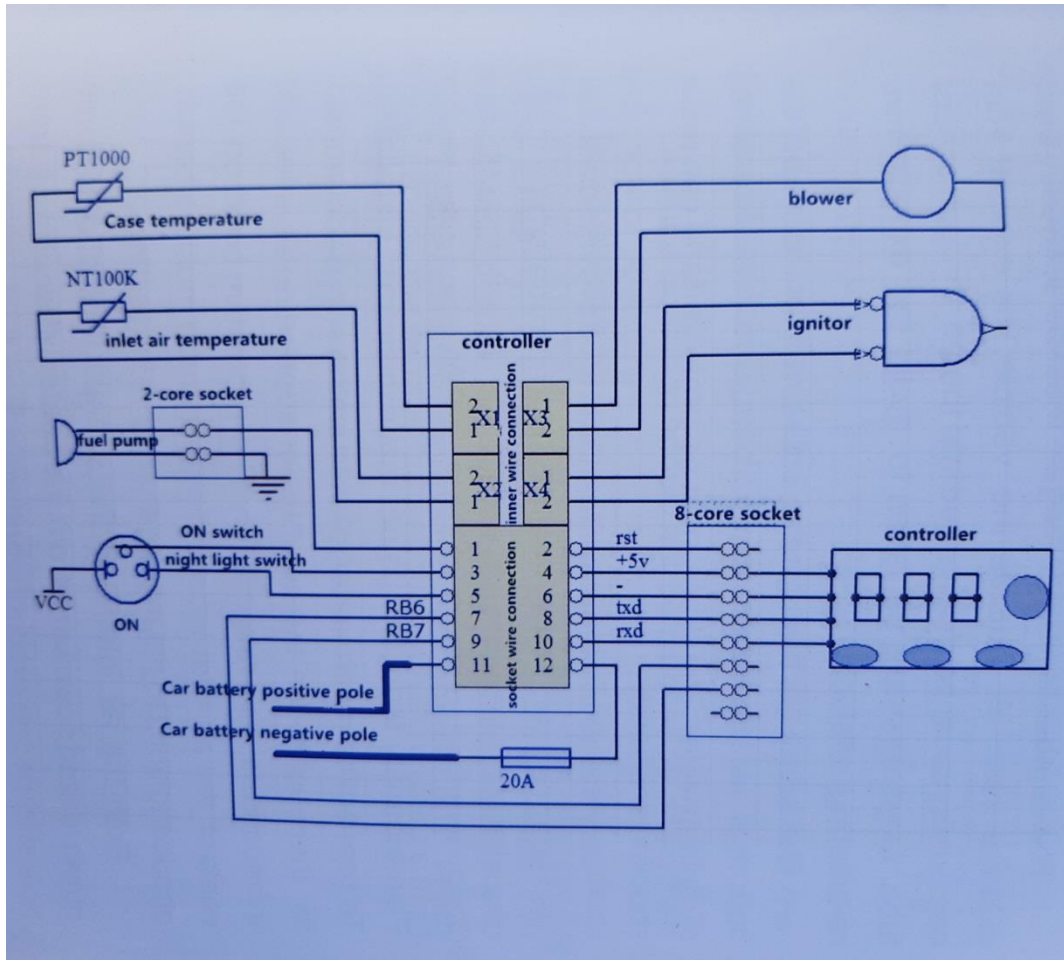 PT1000
Case temperature
NT100K
inlet air temperature
2-core socket
fuel pump
ON switch
night light switch
VCC
ON
RB6
RB7
Car battery positive pole
Car battery negative pole
20A
controller
inner wire connection
socket wire connection
2
X1
1
1
X3
2
2
X2
1
1
X4
2
1 2
3 4
5 6
7 8
9 10
11 12
blower
ignitor
8-core socket
rst
+5v
-
txd
rxd
controller